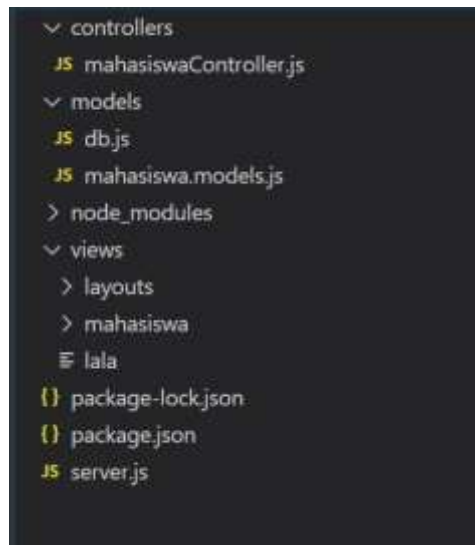 controllers
JS mahasiswaController.js
models
JS db.js
JS mahasiswa.models.js
node_modules
views
layouts
mahasiswa
lala
{} package-lock.json
{} package.json
JS server.js